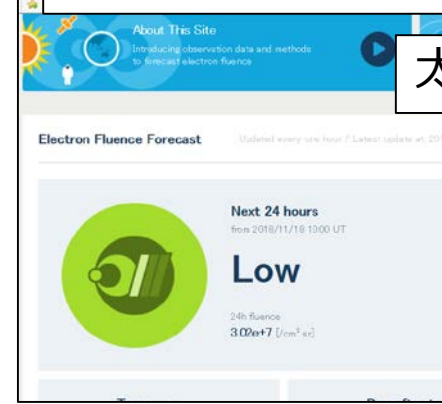 About This Site
Introducing observation data and methods
to forecast electron fluence
太
Electron Fluence Forecast
Updated every one hour / Latest update at: 201
Next 24 hours
from 2018/11/18 1300 UT
Low
24h fluence
3.02e+7 [/cm² sr]